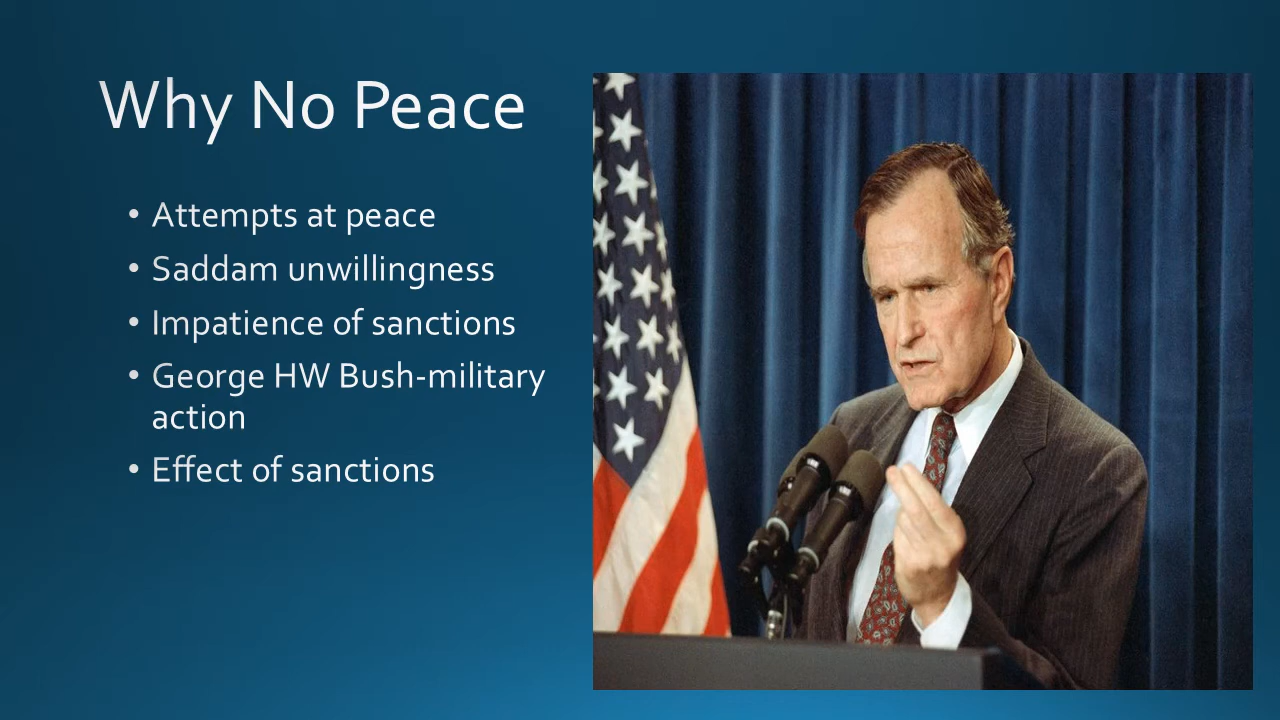 Why No Peace
• Attempts at peace
• Saddam unwillingness
• Impatience of sanctions
• George HW Bush-military
action
• Effect of sanctions